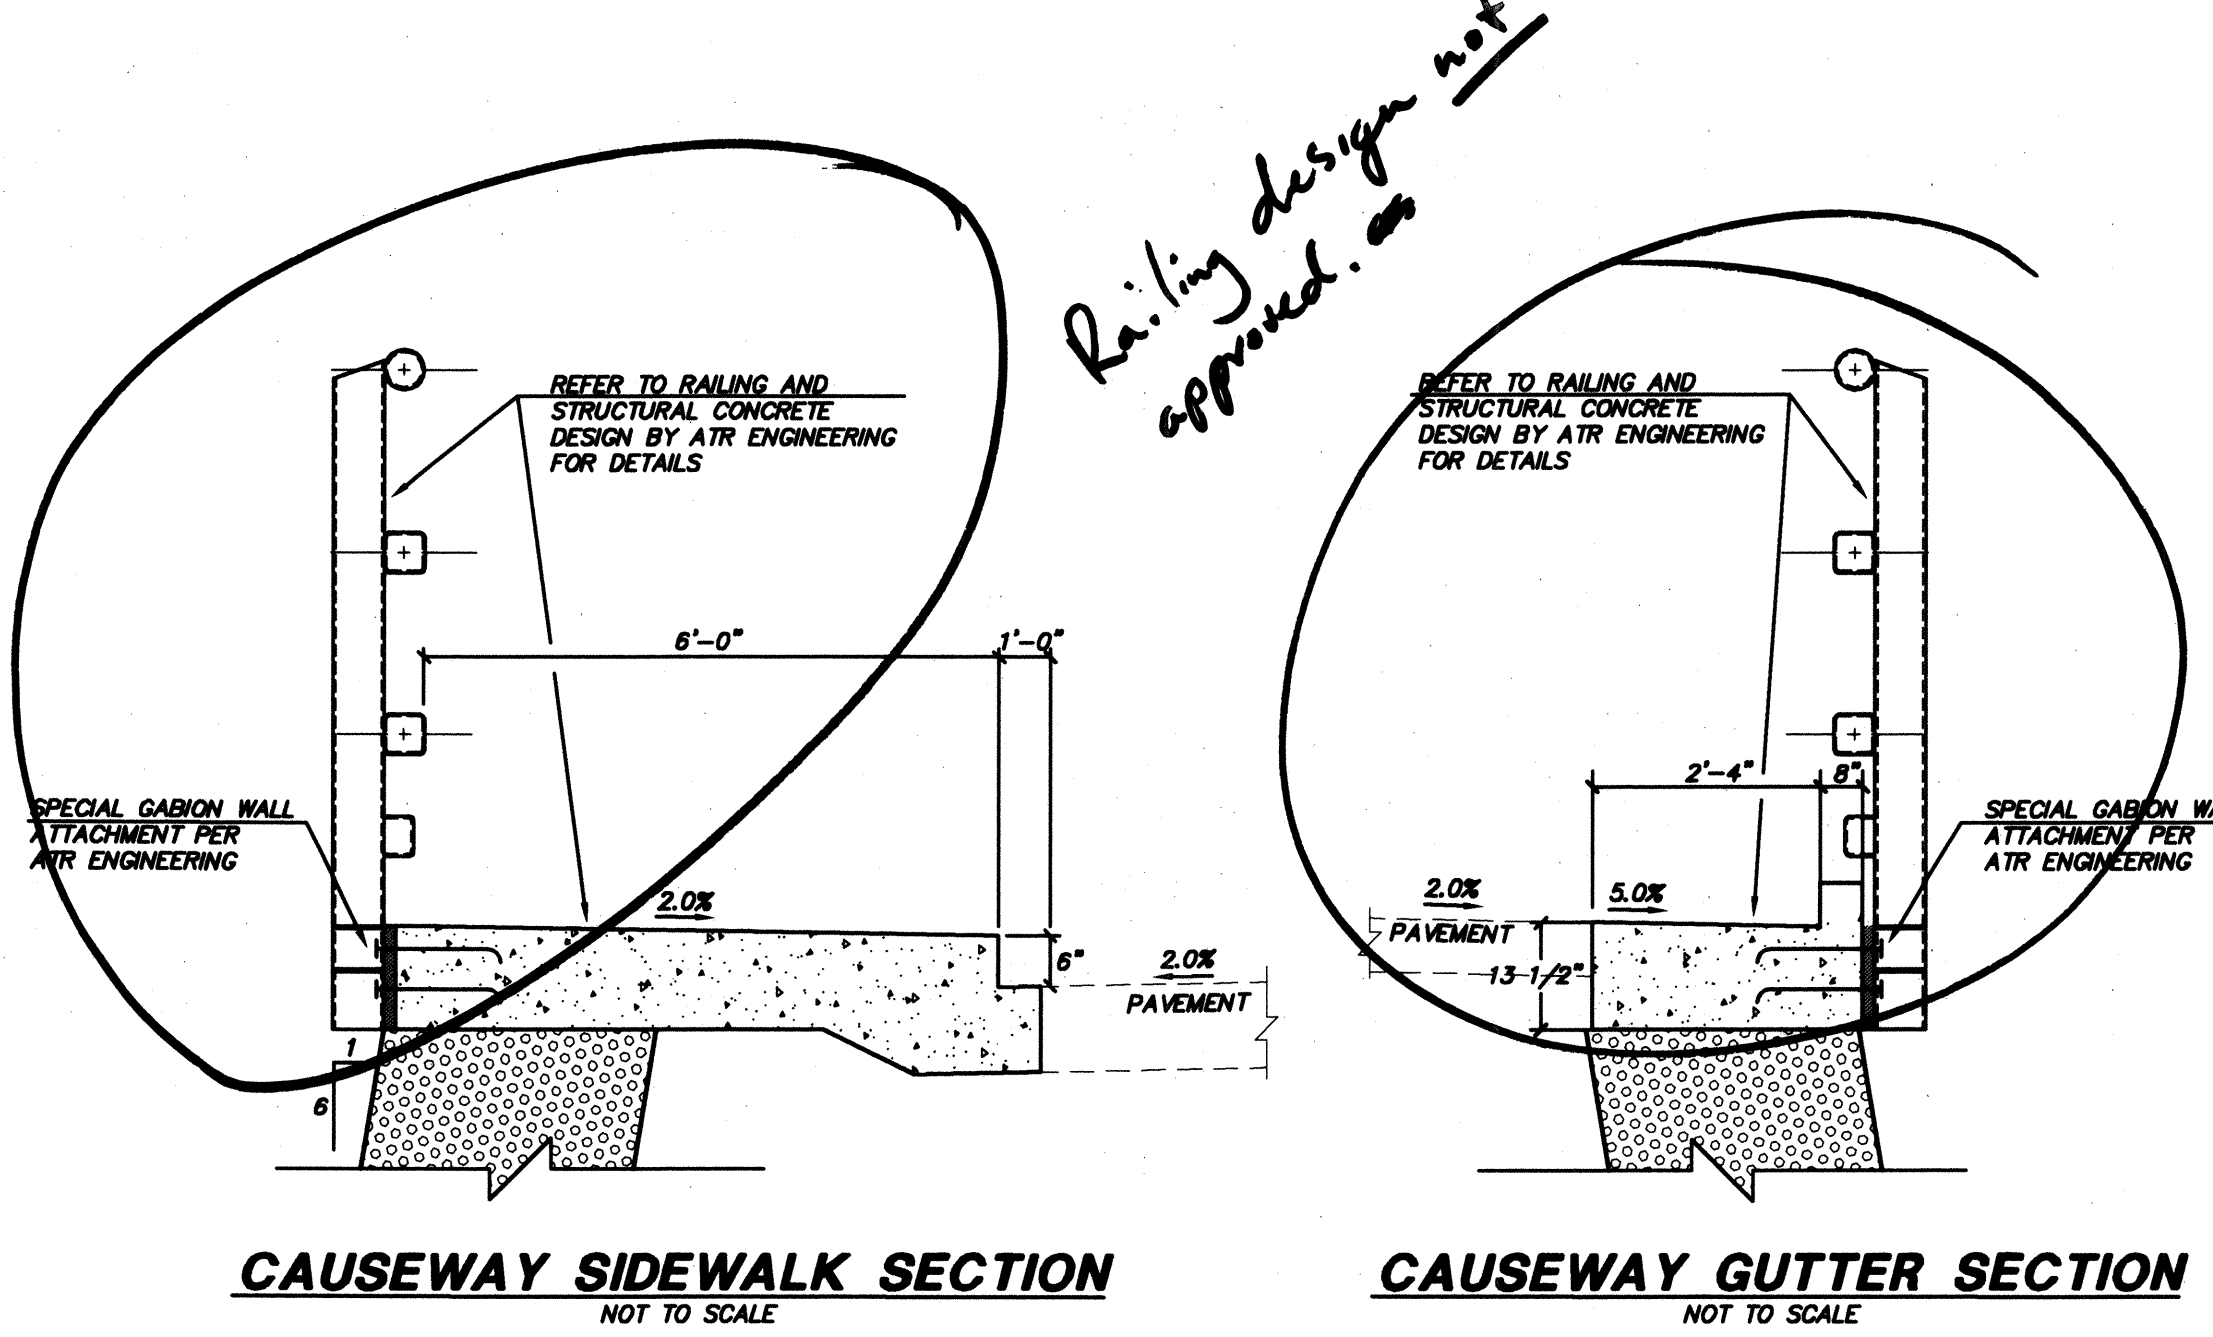 Railing design not
approved.
REFER TO RAILING AND
STRUCTURAL CONCRETE
DESIGN BY ATR ENGINEERING
FOR DETAILS
6'-0"
1'-0"
SPECIAL GABION WALL
ATTACHMENT PER
ATR ENGINEERING
2.0%
6"
2.0%
PAVEMENT
1
6
CAUSEWAY SIDEWALK SECTION
NOT TO SCALE
REFER TO RAILING AND
STRUCTURAL CONCRETE
DESIGN BY ATR ENGINEERING
FOR DETAILS
2'-4"
8"
SPECIAL GABION WA
ATTACHMENT PER
ATR ENGINEERING
2.0%
5.0%
PAVEMENT
13 1/2"
CAUSEWAY GUTTER SECTION
NOT TO SCALE